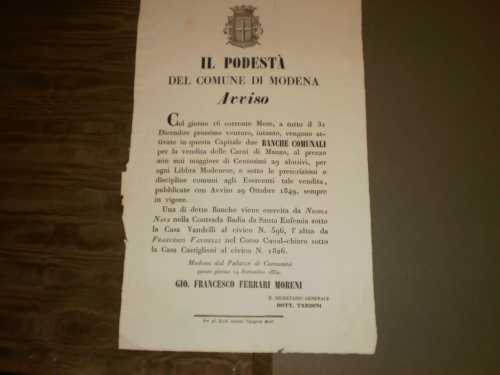 IL PODESTÀ
DEL COMUNE DI MODENA
Avviso
Col giorno 16 corrente Mese, a tutto il 31
Dicembre prossimo venturo, intanto, vengono at-
tivate in questa Capitale due BANCHE COMUNALI
per la vendita delle Carni di Manzo, al prezzo
non mai maggiore di Centesimi 29 abusivi, per
ogni Libbra Modenese, e sotto le prescrizioni e
discipline comuni agli Esercenti tale vendita,
pubblicate con Avviso 29 Ottobre 1849, sempre
in vigore.
Una di dette Banche viene esercita da
nella Contrada Badia da Santa Eufemia sotto
la Casa Vandelli al civico N. 596, l'altra da
FRANCESCO VANDELLI nel Corso Canal-chiaro sotto
la Casa Castiglioni al civico N. 1896.
Modena dal Palazzo di Comunità
questo giorno 14 Settembre
GIO. FRANCESCO FERRARI MORENI
IL SEGRETARIO GENERALE
DOTT. TARDINI
Per gli Eredi Soliani Tipografi Reali